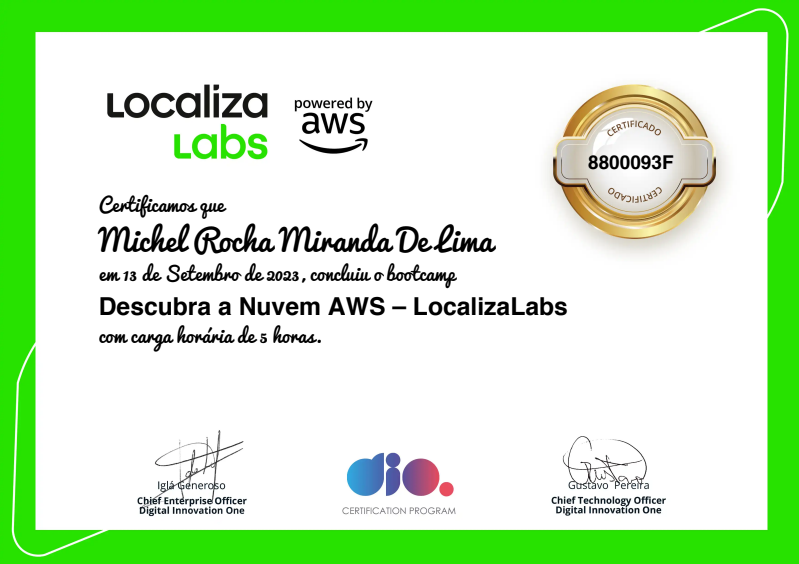 Localiza
Labs
powered by
aws
CERTIFICADO
8800093F
CERTIFICADO
Certificamos que
Michel Rocha Miranda De Lima
em 13 de Setembro de 2023, concluiu o bootcamp
Descubra a Nuvem AWS – LocalizaLabs
com carga horária de 5 horas.
Iglá Generoso
Chief Enterprise Officer
Digital Innovation One
dio.
CERTIFICATION PROGRAM
Gustavo Pereira
Chief Technology Officer
Digital Innovation One